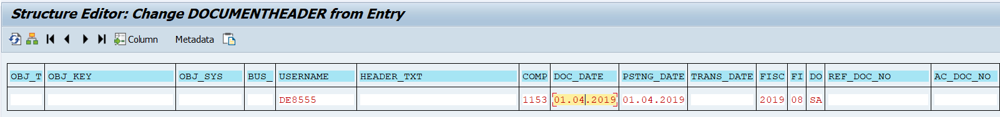 Structure Editor: Change DOCUMENTHEADER from Entry
Column Metadata
OBJ_T OBJ_KEY OBJ_SYS BUS_ USERNAME HEADER_TXT COMP DOC_DATE PSTNG_DATE TRANS_DATE FISC FI DO REF_DOC_NO AC_DOC_NO
DE8555 1153 01.04.2019 01.04.2019 2019 08 SA